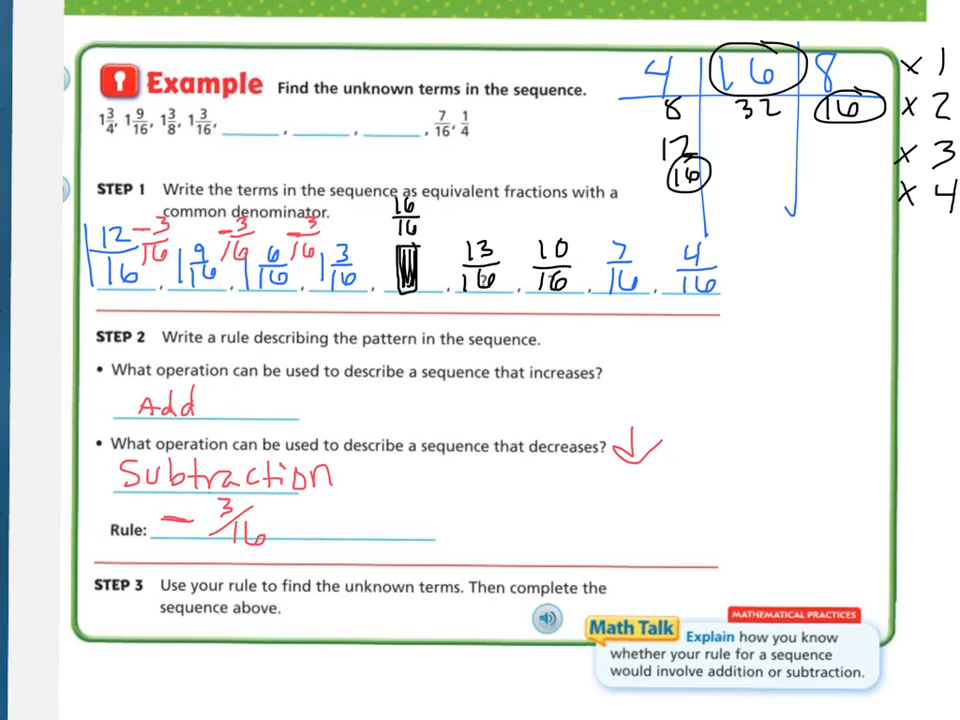 4 | 16 | 8 × 1
8 32 16 × 2
12 × 3
16 × 4
Example Find the unknown terms in the sequence.
1 3/4, 1 9/16, 1 3/8, 1 3/16, ______, ______, ______, 7/16, 1/4
STEP 1 Write the terms in the sequence as equivalent fractions with a
common denominator.
16/16
-3/16 -3/16 -3/16
1 12/16, 1 9/16, 1 6/16, 1 3/16, ____, 13/16, 10/16, 7/16, 4/16
STEP 2 Write a rule describing the pattern in the sequence.
• What operation can be used to describe a sequence that increases?
Add
• What operation can be used to describe a sequence that decreases? ↓
Subtraction
Rule: - 3/16
STEP 3 Use your rule to find the unknown terms. Then complete the
sequence above.
MATHEMATICAL PRACTICES
Math Talk Explain how you know
whether your rule for a sequence
would involve addition or subtraction.